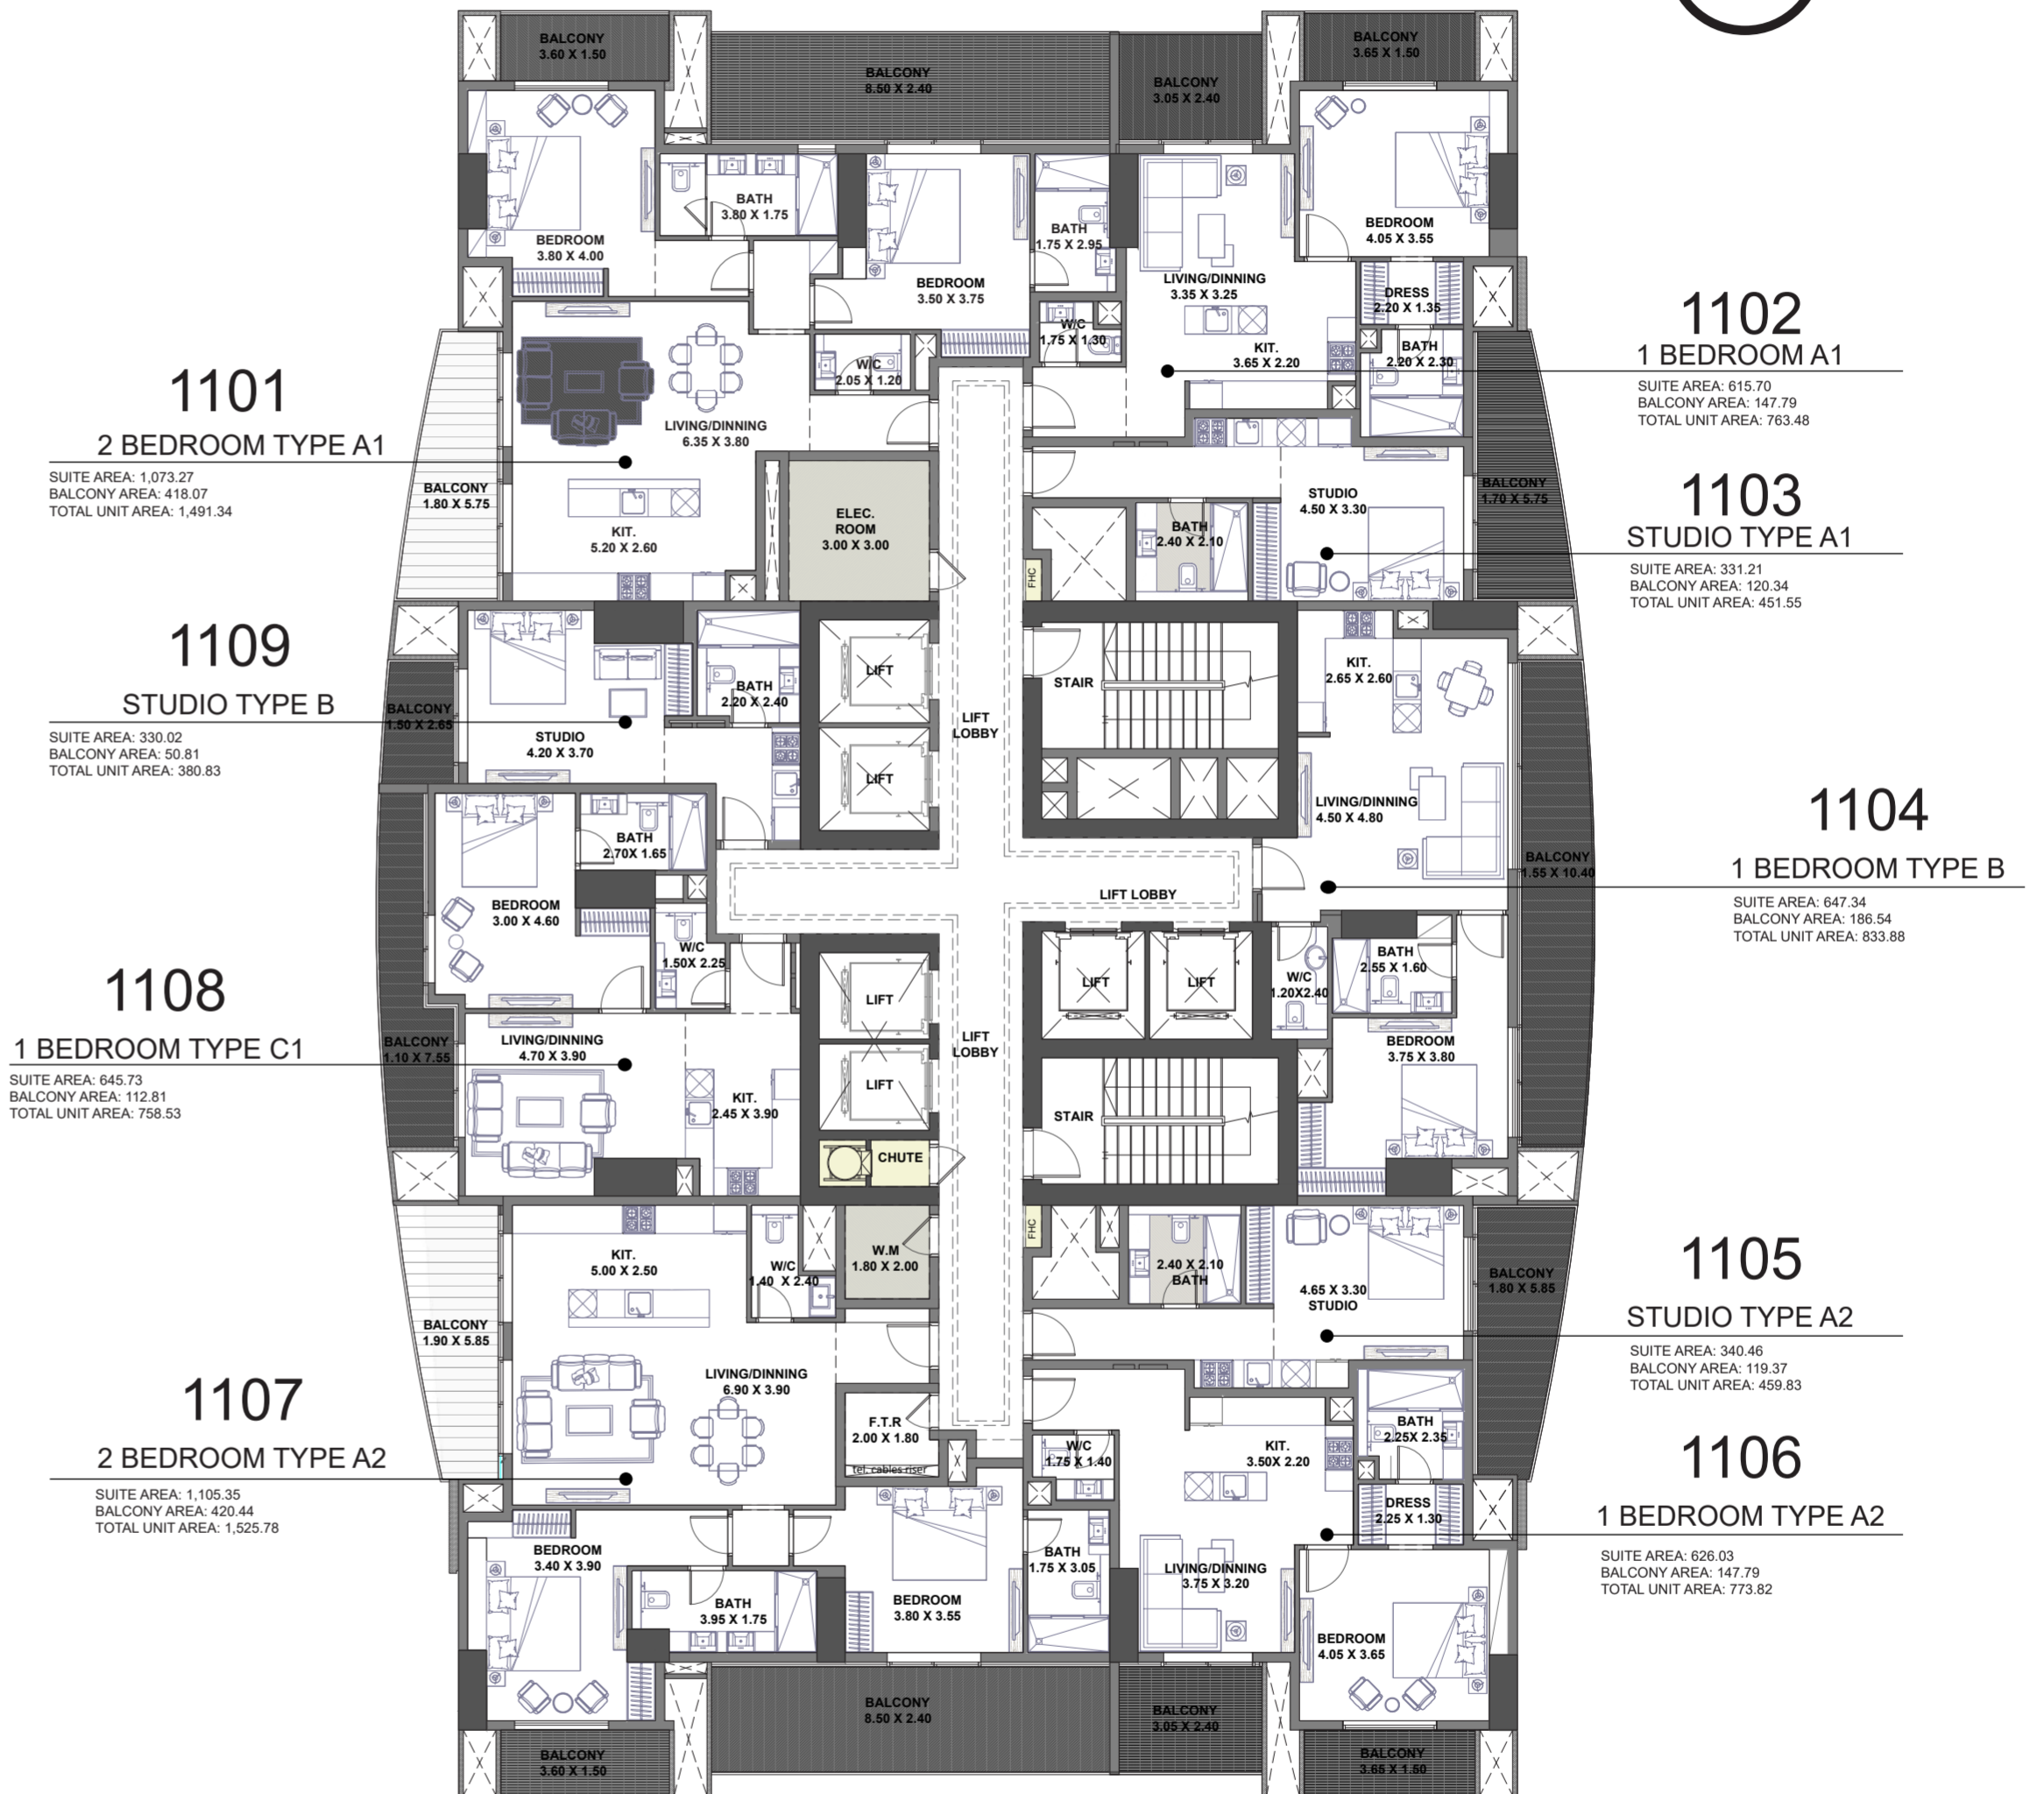 BALCONY
3.60 X 1.50
BALCONY
8.50 X 2.40
BALCONY
3.05 X 2.40
BALCONY
3.65 X 1.50
BATH
3.80 X 1.75
BEDROOM
3.80 X 4.00
BEDROOM
3.50 X 3.75
BATH
1.75 X 2.95
BEDROOM
4.05 X 3.55
LIVING/DINNING
3.35 X 3.25
DRESS
2.20 X 1.35
W/C
1.75 X 1.30
KIT.
3.65 X 2.20
BATH
2.20 X 2.30
W/C
2.05 X 1.20
1102
1 BEDROOM A1
SUITE AREA: 615.70
BALCONY AREA: 147.79
TOTAL UNIT AREA: 763.48
1101
2 BEDROOM TYPE A1
SUITE AREA: 1,073.27
BALCONY AREA: 418.07
TOTAL UNIT AREA: 1,491.34
LIVING/DINNING
6.35 X 3.80
BALCONY
1.80 X 5.75
KIT.
5.20 X 2.60
ELEC.
ROOM
3.00 X 3.00
BATH
2.40 X 2.10
FHC
STUDIO
4.50 X 3.30
BALCONY
1.70 X 5.75
1103
STUDIO TYPE A1
SUITE AREA: 331.21
BALCONY AREA: 120.34
TOTAL UNIT AREA: 451.55
1109
STUDIO TYPE B
SUITE AREA: 330.02
BALCONY AREA: 50.81
TOTAL UNIT AREA: 380.83
BALCONY
1.50 X 2.65
STUDIO
4.20 X 3.70
BATH
2.20 X 2.40
LIFT
LIFT
LIFT
LOBBY
STAIR
KIT.
2.65 X 2.60
LIVING/DINNING
4.50 X 4.80
BALCONY
1.55 X 10.40
1104
1 BEDROOM TYPE B
SUITE AREA: 647.34
BALCONY AREA: 186.54
TOTAL UNIT AREA: 833.88
BATH
2.70X 1.65
BEDROOM
3.00 X 4.60
W/C
1.50X 2.25
LIFT LOBBY
LIFT
LIFT
W/C
1.20X2.40
BATH
2.55 X 1.60
BEDROOM
3.75 X 3.80
1108
1 BEDROOM TYPE C1
SUITE AREA: 645.73
BALCONY AREA: 112.81
TOTAL UNIT AREA: 758.53
BALCONY
1.10 X 7.55
LIVING/DINNING
4.70 X 3.90
KIT.
2.45 X 3.90
LIFT
LIFT
LIFT
LOBBY
STAIR
CHUTE
KIT.
5.00 X 2.50
W/C
1.40 X 2.40
W.M
1.80 X 2.00
FHC
2.40 X 2.10
BATH
4.65 X 3.30
STUDIO
BALCONY
1.80 X 5.85
1105
STUDIO TYPE A2
SUITE AREA: 340.46
BALCONY AREA: 119.37
TOTAL UNIT AREA: 459.83
BALCONY
1.90 X 5.85
LIVING/DINNING
6.90 X 3.90
F.T.R
2.00 X 1.80
tel. cables riser
1107
2 BEDROOM TYPE A2
SUITE AREA: 1,105.35
BALCONY AREA: 420.44
TOTAL UNIT AREA: 1,525.78
W/C
1.75 X 1.40
KIT.
3.50X 2.20
BATH
2.25X 2.35
DRESS
2.25 X 1.30
1106
1 BEDROOM TYPE A2
SUITE AREA: 626.03
BALCONY AREA: 147.79
TOTAL UNIT AREA: 773.82
BEDROOM
3.40 X 3.90
BATH
3.95 X 1.75
BEDROOM
3.80 X 3.55
BATH
1.75 X 3.05
LIVING/DINNING
3.75 X 3.20
BEDROOM
4.05 X 3.65
BALCONY
8.50 X 2.40
BALCONY
3.05 X 2.40
BALCONY
3.60 X 1.50
BALCONY
3.65 X 1.50